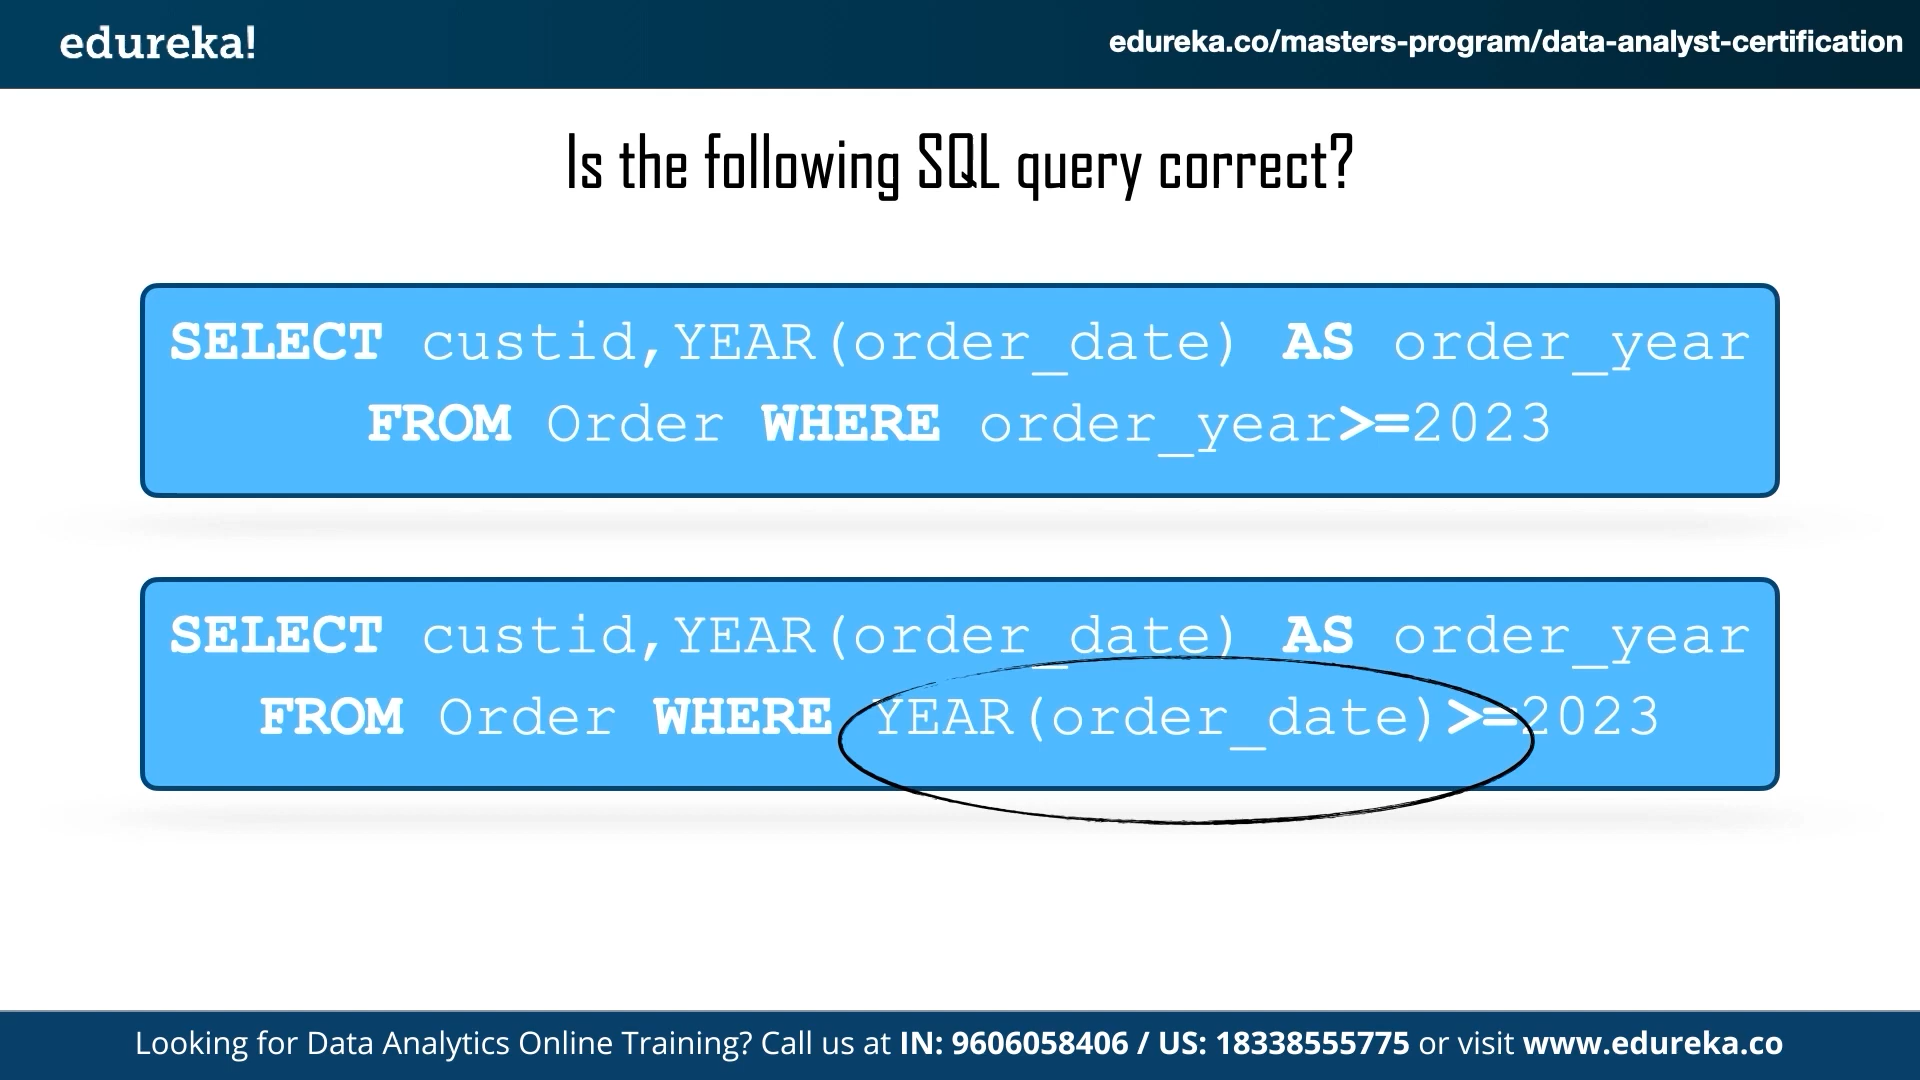 edureka!
edureka.co/masters-program/data-analyst-certification
Is the following SQL query correct?
SELECT custid,YEAR(order_date) AS order_year
FROM Order WHERE order_year>=2023
SELECT custid,YEAR(order_date) AS order_year
FROM Order WHERE YEAR(order_date)>=2023
Looking for Data Analytics Online Training? Call us at IN: 9606058406 / US: 18338555775 or visit www.edureka.co